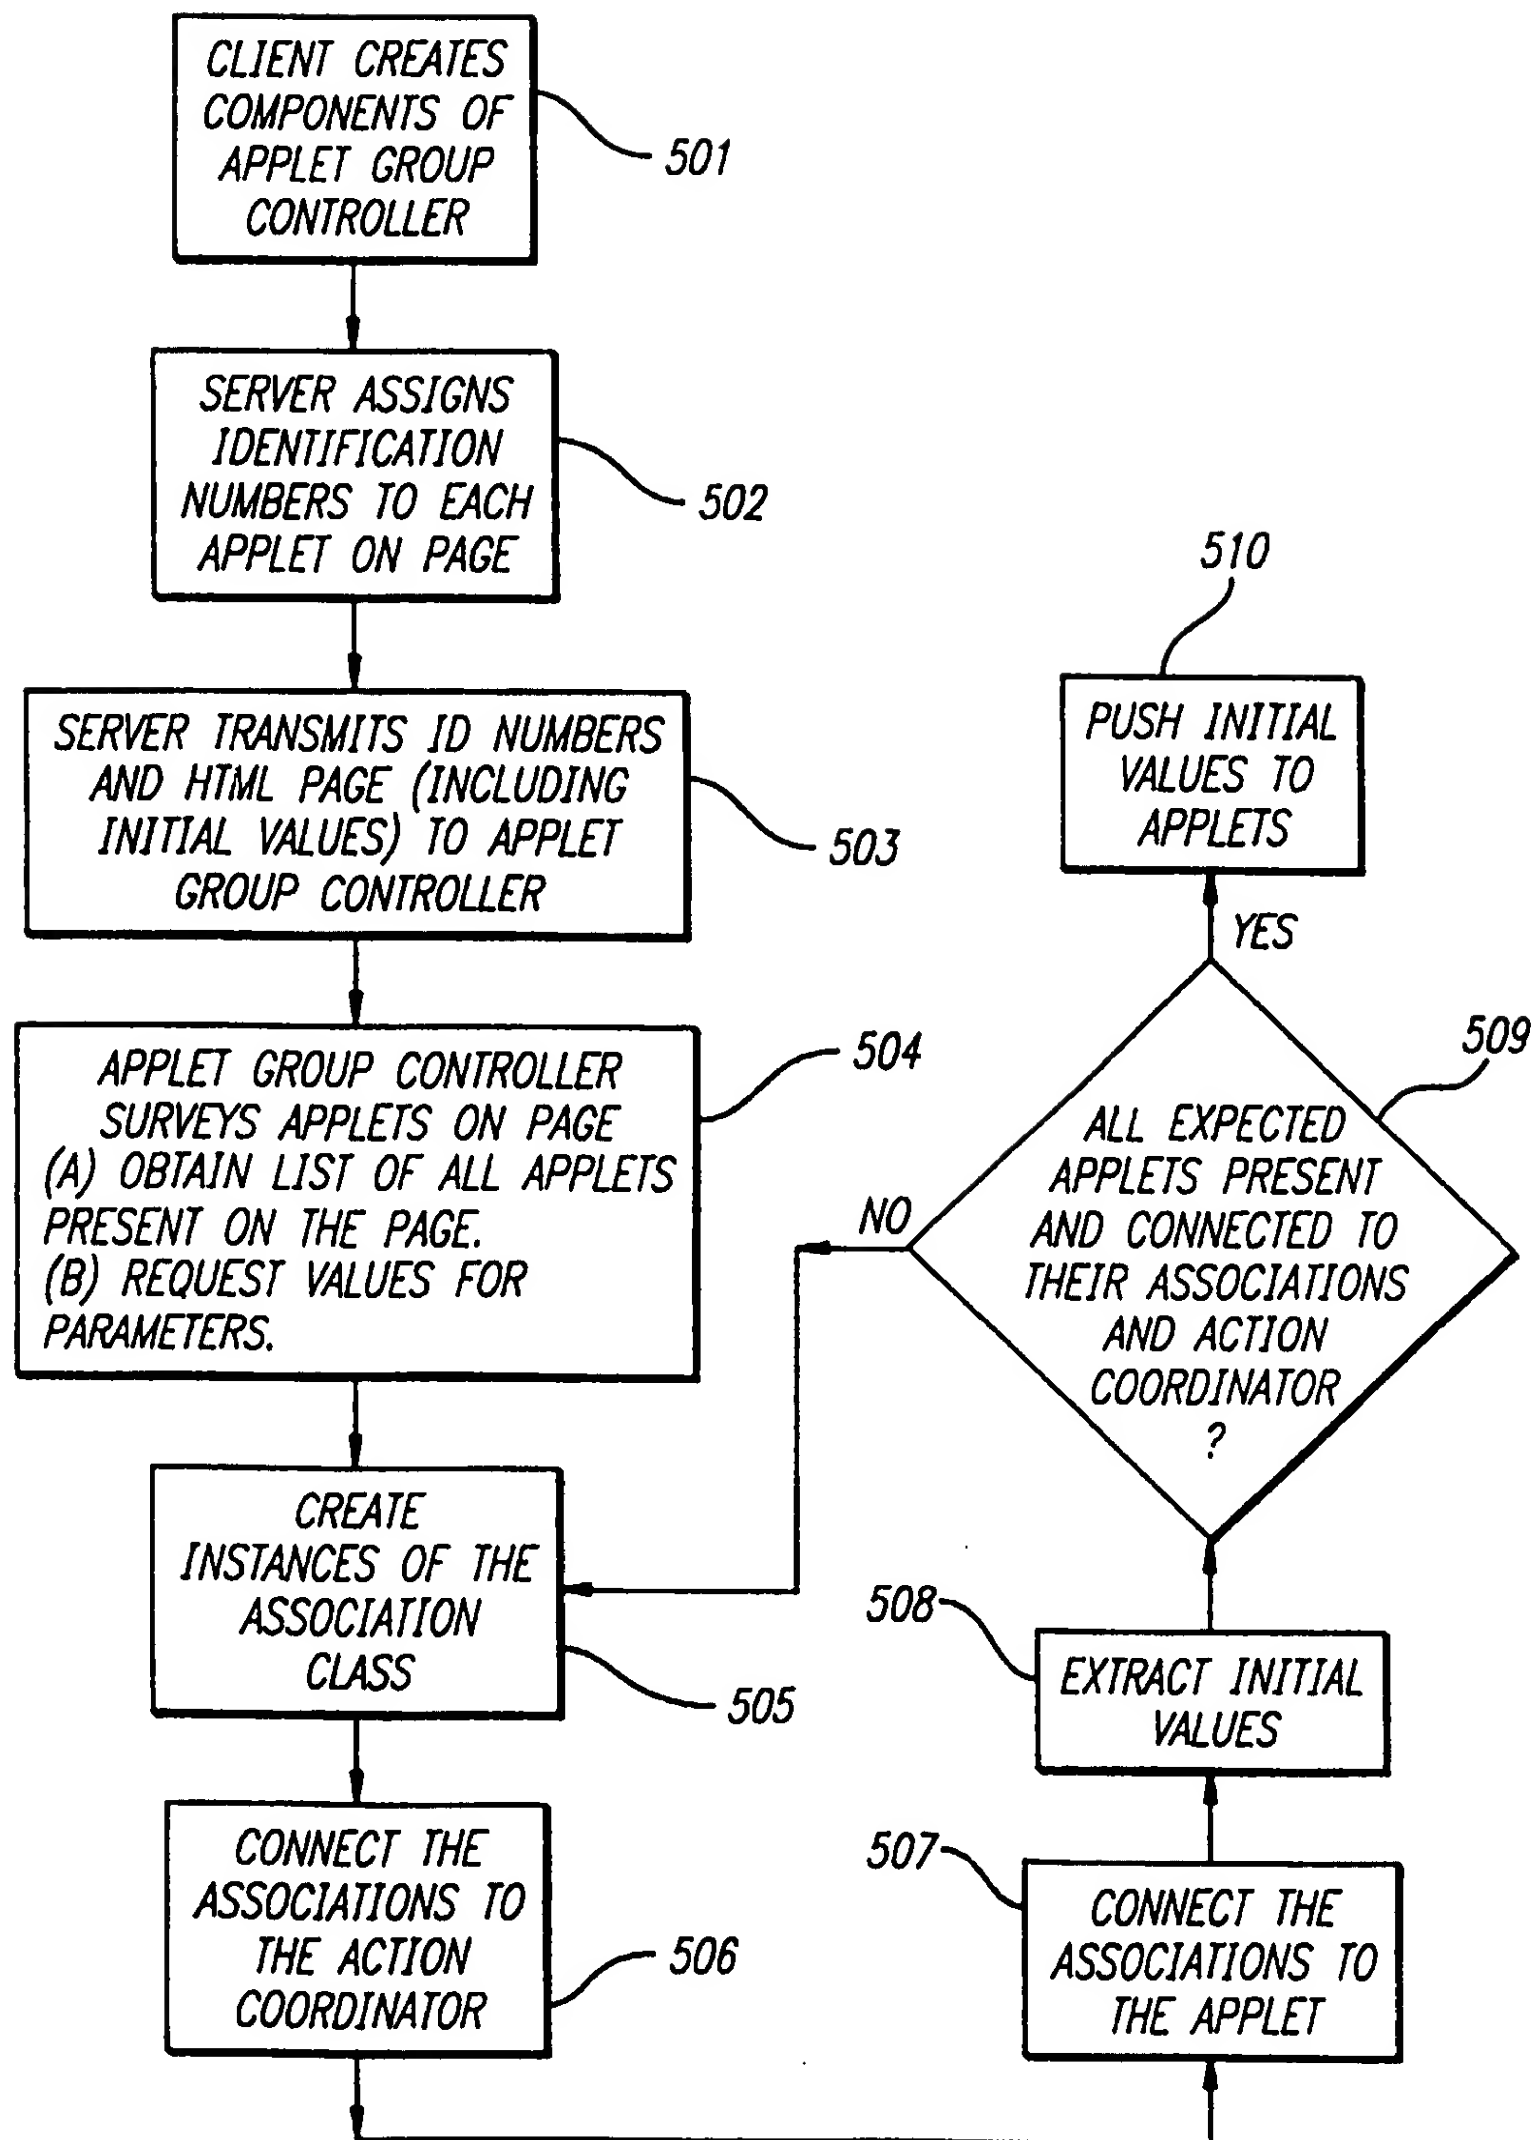 CLIENT CREATES
COMPONENTS OF
APPLET GROUP
CONTROLLER
501
SERVER ASSIGNS
IDENTIFICATION
NUMBERS TO EACH
APPLET ON PAGE
502
SERVER TRANSMITS ID NUMBERS
AND HTML PAGE (INCLUDING
INITIAL VALUES) TO APPLET
GROUP CONTROLLER
503
APPLET GROUP CONTROLLER
SURVEYS APPLETS ON PAGE
(A) OBTAIN LIST OF ALL APPLETS
PRESENT ON THE PAGE.
(B) REQUEST VALUES FOR
PARAMETERS.
504
CREATE
INSTANCES OF THE
ASSOCIATION
CLASS
505
CONNECT THE
ASSOCIATIONS TO
THE ACTION
COORDINATOR
506
507
CONNECT THE
ASSOCIATIONS TO
THE APPLET
508
EXTRACT INITIAL
VALUES
509
ALL EXPECTED
APPLETS PRESENT
AND CONNECTED TO
THEIR ASSOCIATIONS
AND ACTION
COORDINATOR
?
NO
YES
510
PUSH INITIAL
VALUES TO
APPLETS